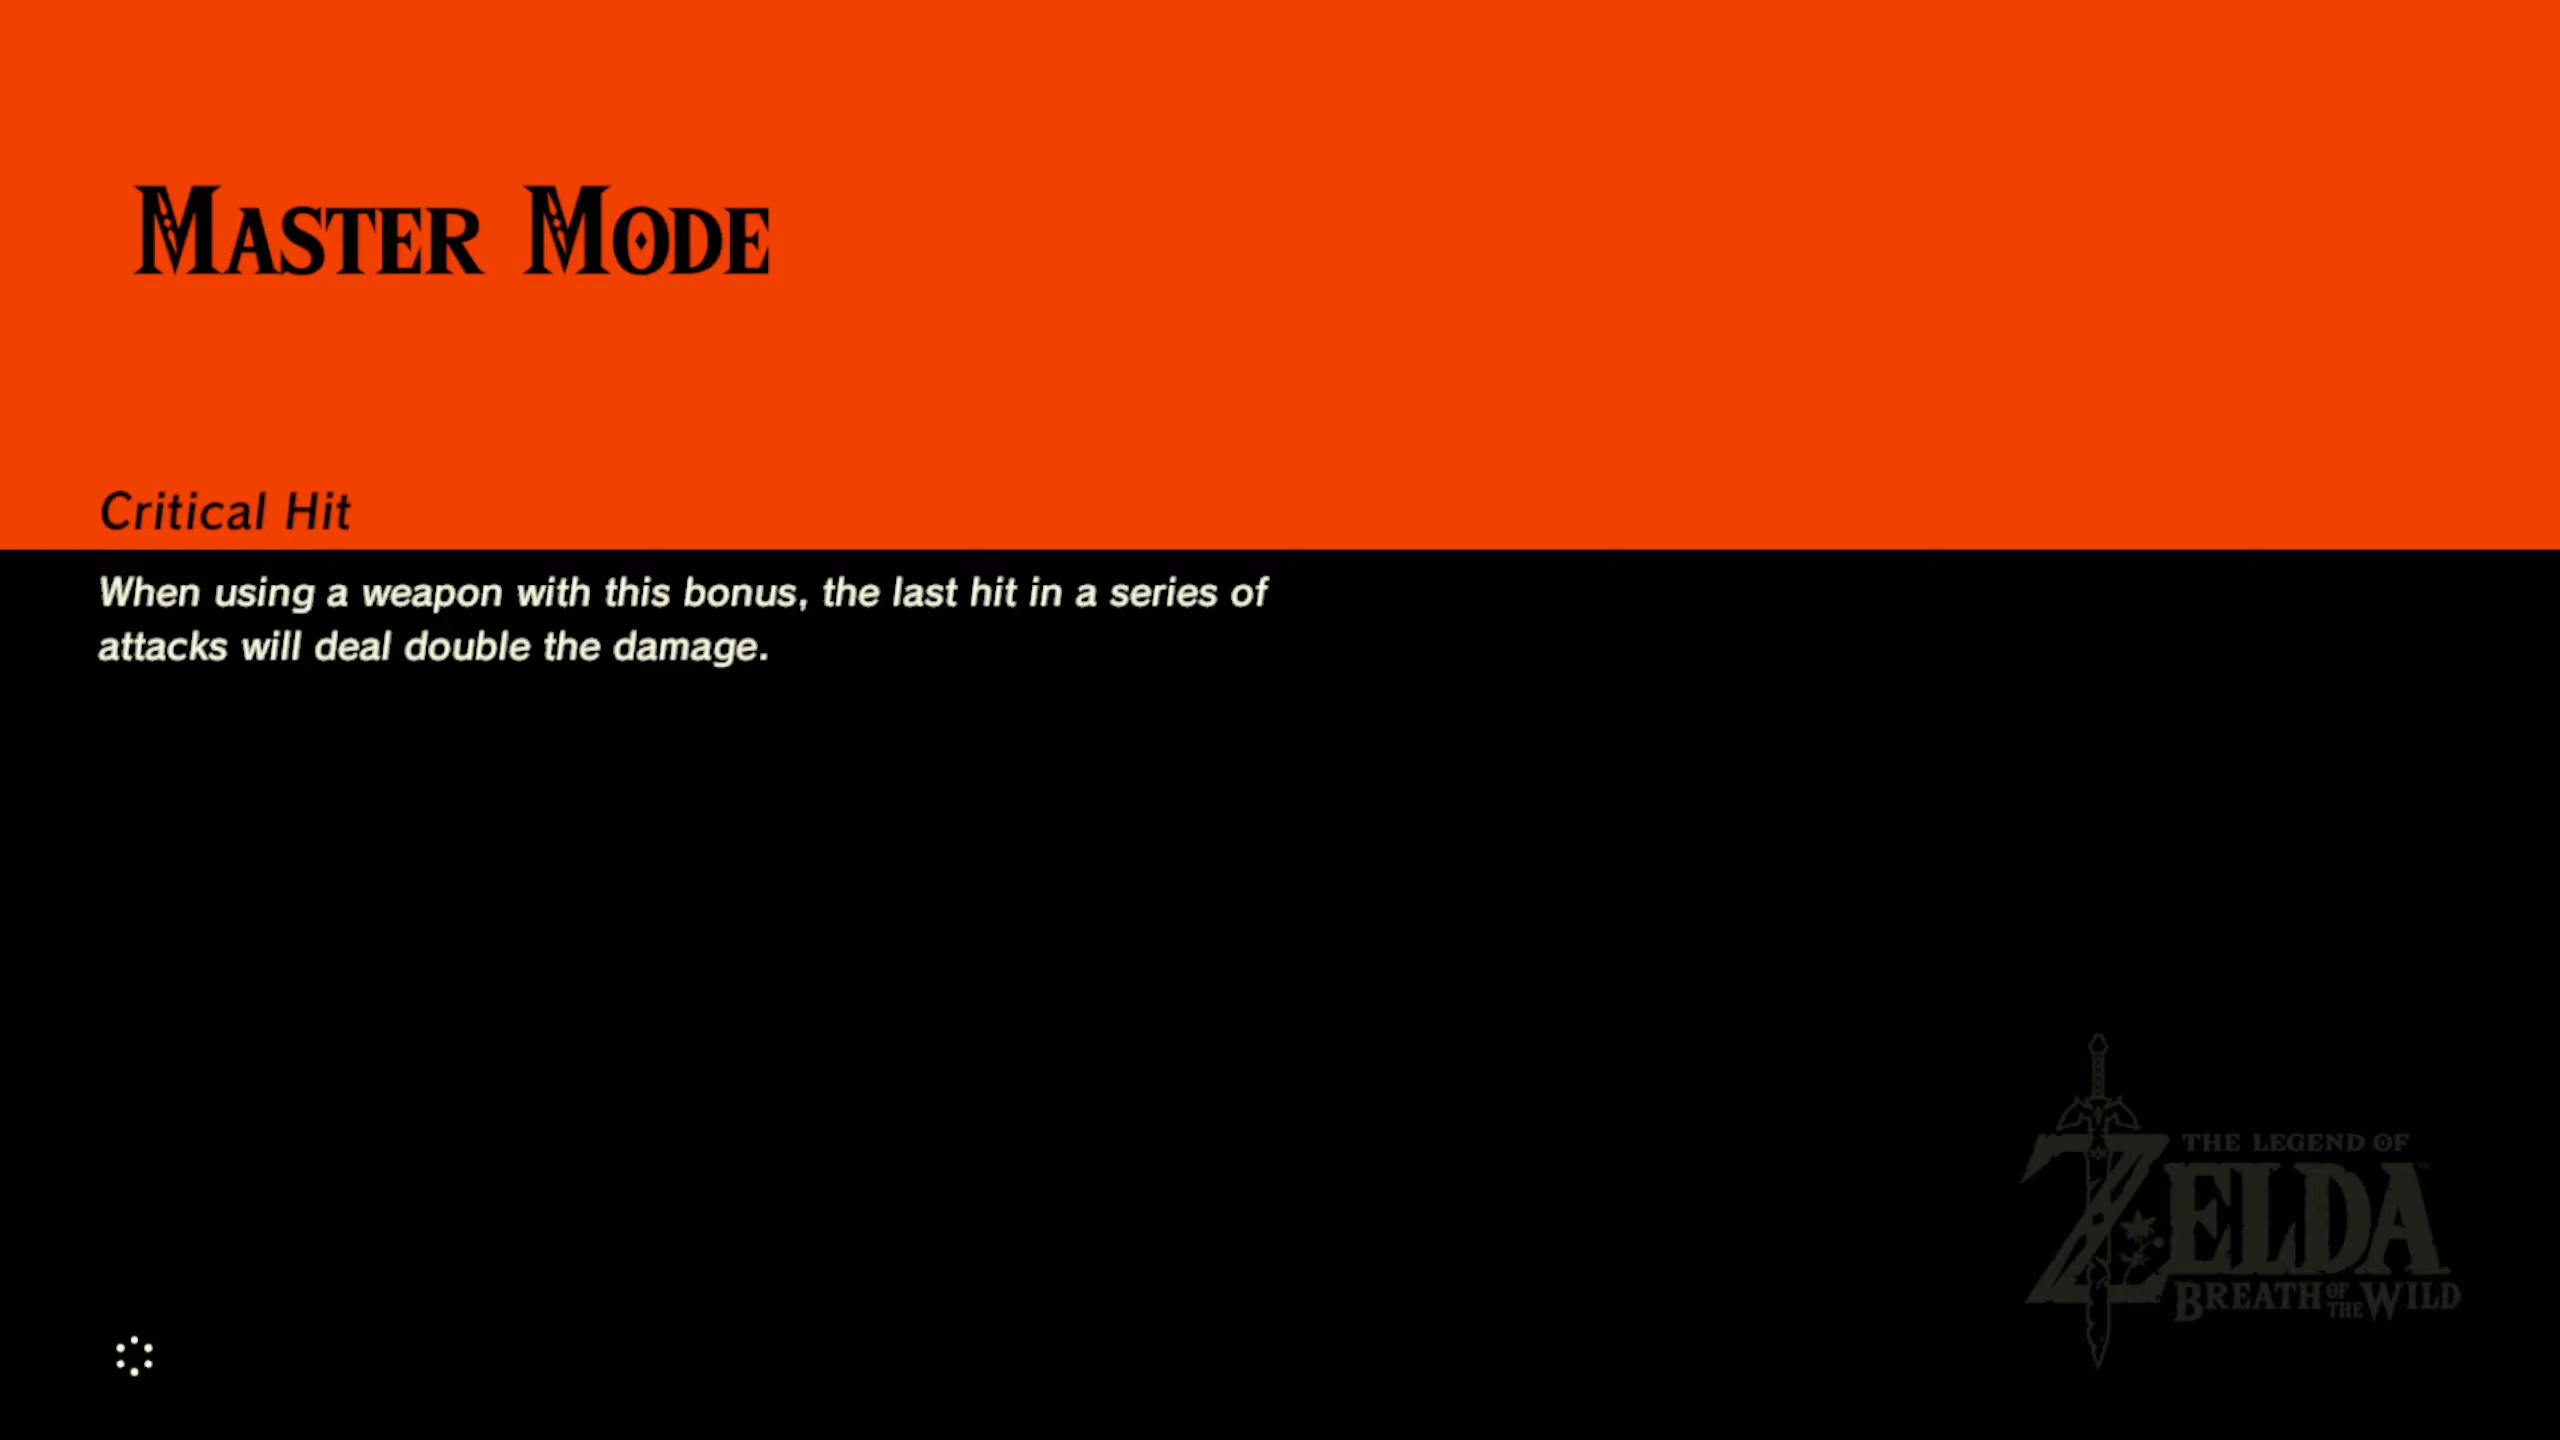 MASTER MODE
Critical Hit
When using a weapon with this bonus, the last hit in a series of
attacks will deal double the damage.
THE LEGEND OF
ZELDA
BREATH OF THE WILD